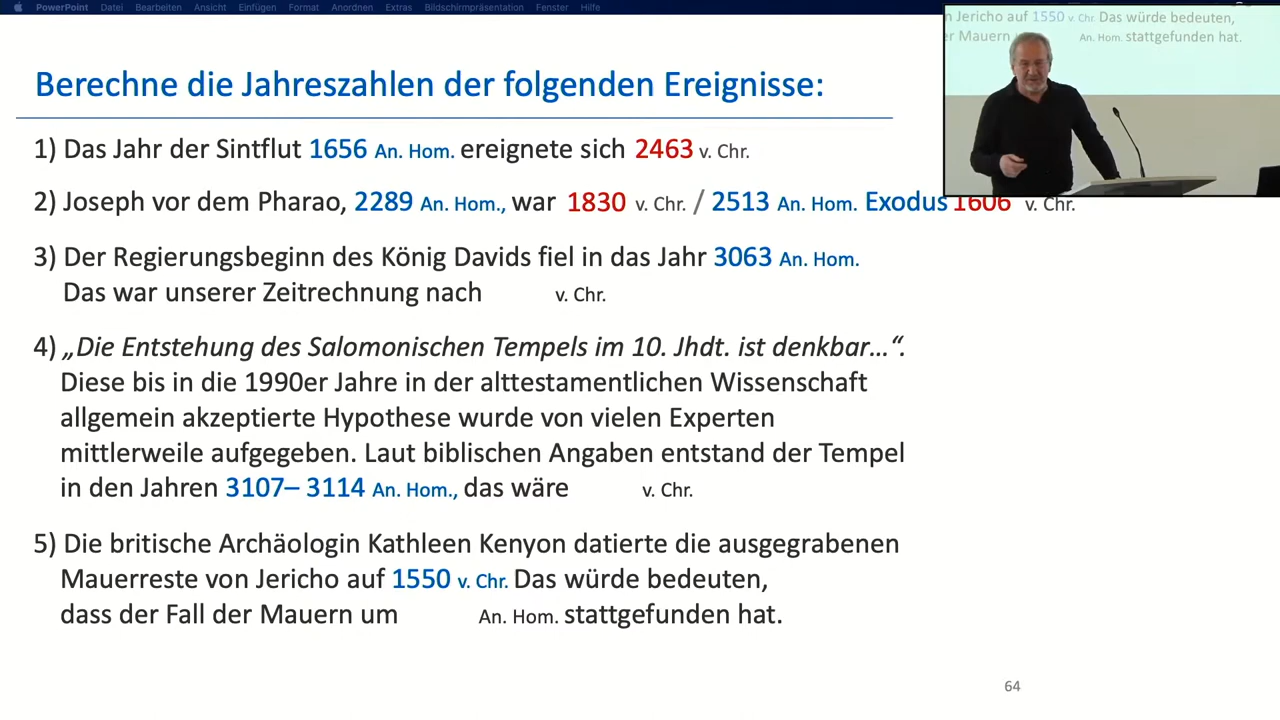 PowerPoint Datei Bearbeiten Ansicht Einfügen Format Anordnen Extras Bildschirmpräsentation Fenster Hilfe
n Jericho auf 1550 v. Chr. Das würde bedeuten,
er Mauern An. Hom. stattgefunden hat.
Berechne die Jahreszahlen der folgenden Ereignisse:
1) Das Jahr der Sintflut 1656 An. Hom. ereignete sich 2463 v. Chr.
2) Joseph vor dem Pharao, 2289 An. Hom., war 1830 v. Chr. / 2513 An. Hom. Exodus 1606 v. Chr.
3) Der Regierungsbeginn des König Davids fiel in das Jahr 3063 An. Hom.
Das war unserer Zeitrechnung nach v. Chr.
4) „Die Entstehung des Salomonischen Tempels im 10. Jhdt. ist denkbar...“.
Diese bis in die 1990er Jahre in der alttestamentlichen Wissenschaft
allgemein akzeptierte Hypothese wurde von vielen Experten
mittlerweile aufgegeben. Laut biblischen Angaben entstand der Tempel
in den Jahren 3107– 3114 An. Hom., das wäre v. Chr.
5) Die britische Archäologin Kathleen Kenyon datierte die ausgegrabenen
Mauerreste von Jericho auf 1550 v. Chr. Das würde bedeuten,
dass der Fall der Mauern um An. Hom. stattgefunden hat.
64